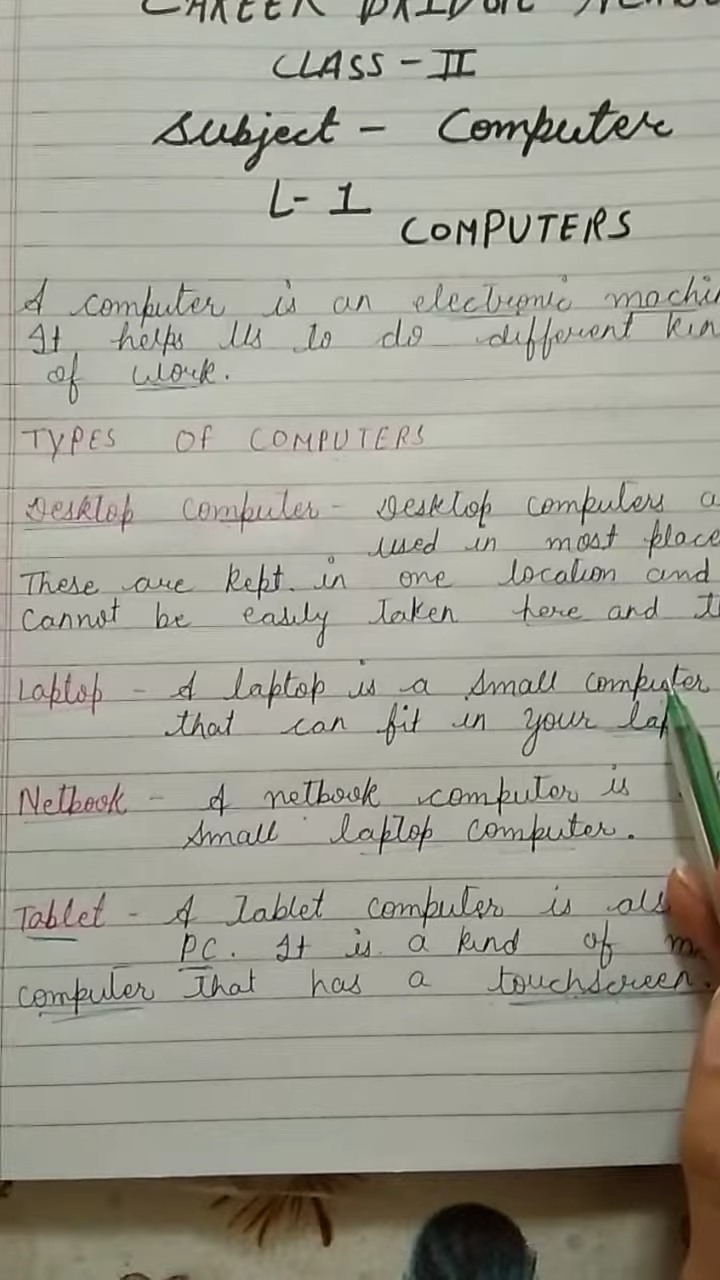 CAREER
CLASS - II
Subject - Computer
L- 1
COMPUTERS
A computer is an electronic
It helps us to do different
of work.
TYPES OF COMPUTERS
Desktop computer - Desktop computers
used in most
These are kept in one location and
cannot be easily taken here and
Laptop - A laptop is a small computer
that can fit in your
Netbook - A netbook computer is
small laptop computer.
Tablet - A Tablet computer is
PC. It is a kind of
computer that has a touchscreen.